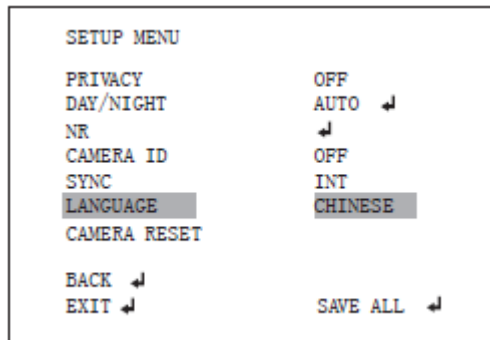 SETUP MENU
PRIVACY OFF
DAY/NIGHT AUTO ↲
NR ↲
CAMERA ID OFF
SYNC INT
LANGUAGE CHINESE
CAMERA RESET
BACK ↲
EXIT ↲ SAVE ALL ↲